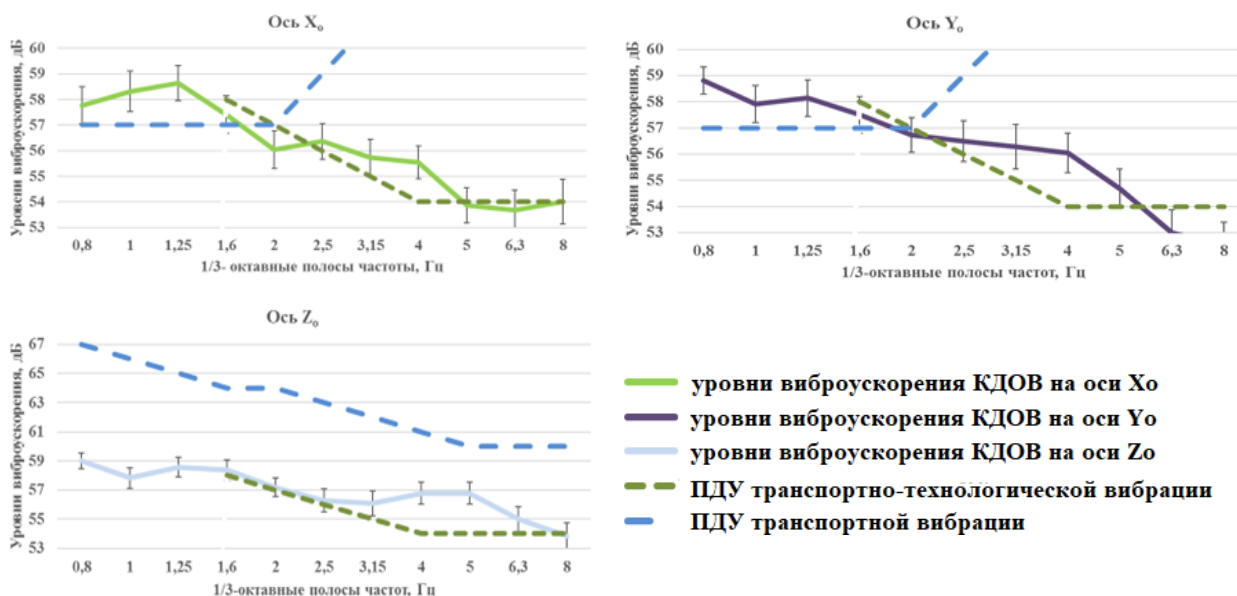 Ось Xₒ
Уровени виброускорения, дБ
60
59
58
57
56
55
54
53
0,8 1 1,25 1,6 2 2,5 3,15 4 5 6,3 8
1/3- октавные полосы частоты, Гц
Ось Yₒ
Уровни виброускорения, дБ
60
59
58
57
56
55
54
53
0,8 1 1,25 1,6 2 2,5 3,15 4 5 6,3 8
1/3-октавные полосы частот, Гц
Ось Zₒ
Уровни виброускорения, дБ
67
65
63
61
59
57
55
53
0,8 1 1,25 1,6 2 2,5 3,15 4 5 6,3 8
1/3-октавные полосы частот, Гц
уровни виброускорения КДОВ на оси Xo
уровни виброускорения КДОВ на оси Yo
уровни виброускорения КДОВ на оси Zo
ПДУ транспортно-технологической вибрации
ПДУ транспортной вибрации